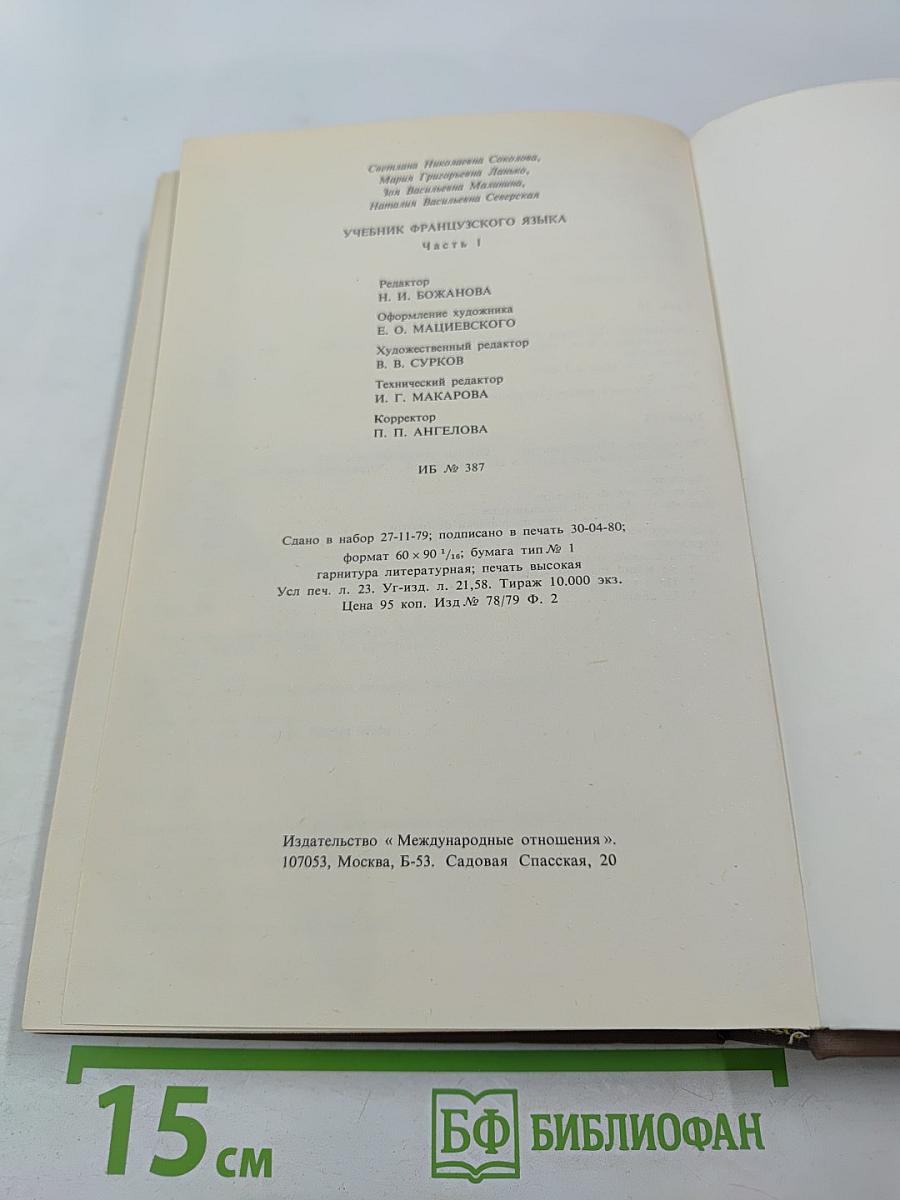 Светлана Николаевна Соколова,
Мария Григорьевна Ланько,
Зоя Васильевна Малинина,
Наталия Васильевна Северская
УЧЕБНИК ФРАНЦУЗСКОГО ЯЗЫКА
Часть I
Редактор
Н. И. БОЖАНОВА
Оформление художника
Е. О. МАЦИЕВСКОГО
Художественный редактор
В. В. СУРКОВ
Технический редактор
И. Г. МАКАРОВА
Корректор
П. П. АНГЕЛОВА
ИБ № 387
Сдано в набор 27-11-79; подписано в печать 30-04-80;
формат 60 × 90 ¹/₁₆; бумага тип № 1
гарнитура литературная; печать высокая
Усл печ. л. 23. Уг-изд. л. 21,58. Тираж 10.000 экз.
Цена 95 коп. Изд № 78/79 Ф. 2
Издательство « Международные отношения ».
107053, Москва, Б-53. Садовая Спасская, 20
15 см
БФ БИБЛИОФАН